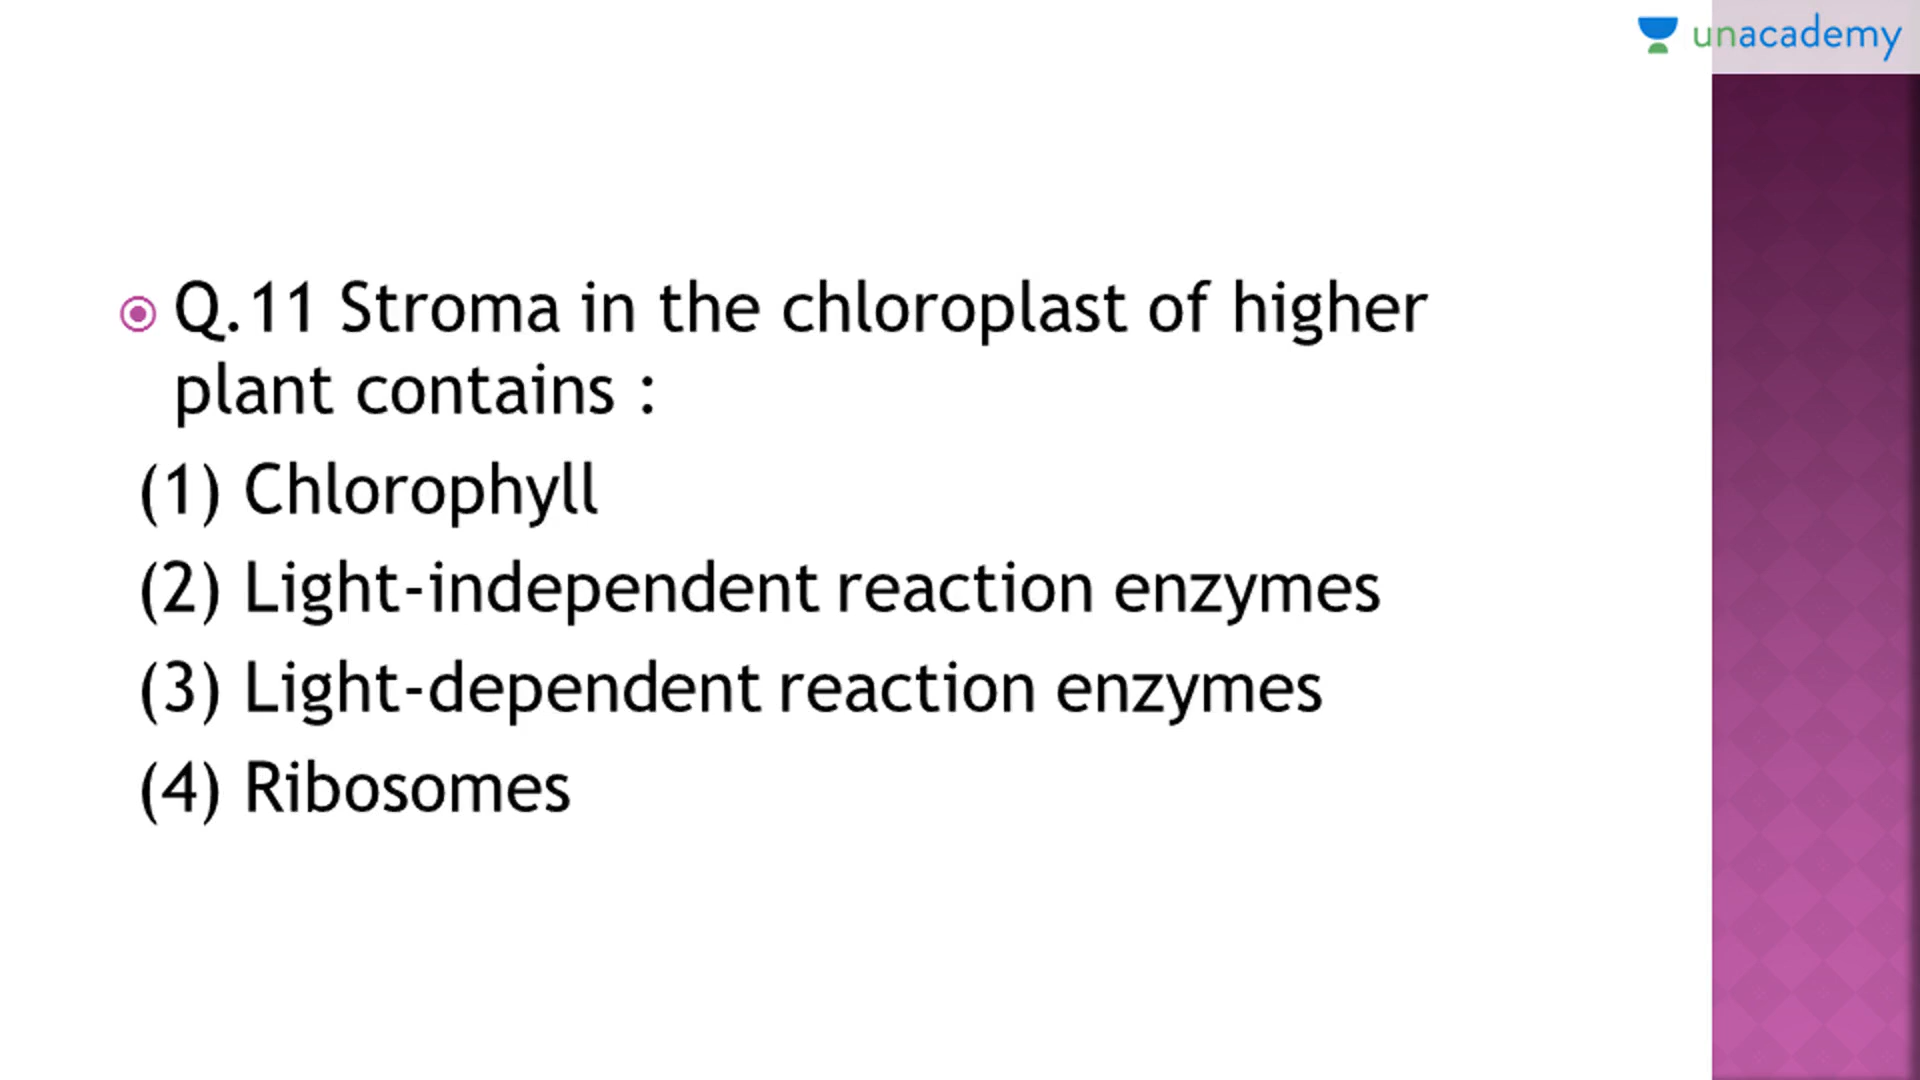 unacademy
Q.11 Stroma in the chloroplast of higher
plant contains :
(1) Chlorophyll
(2) Light-independent reaction enzymes
(3) Light-dependent reaction enzymes
(4) Ribosomes